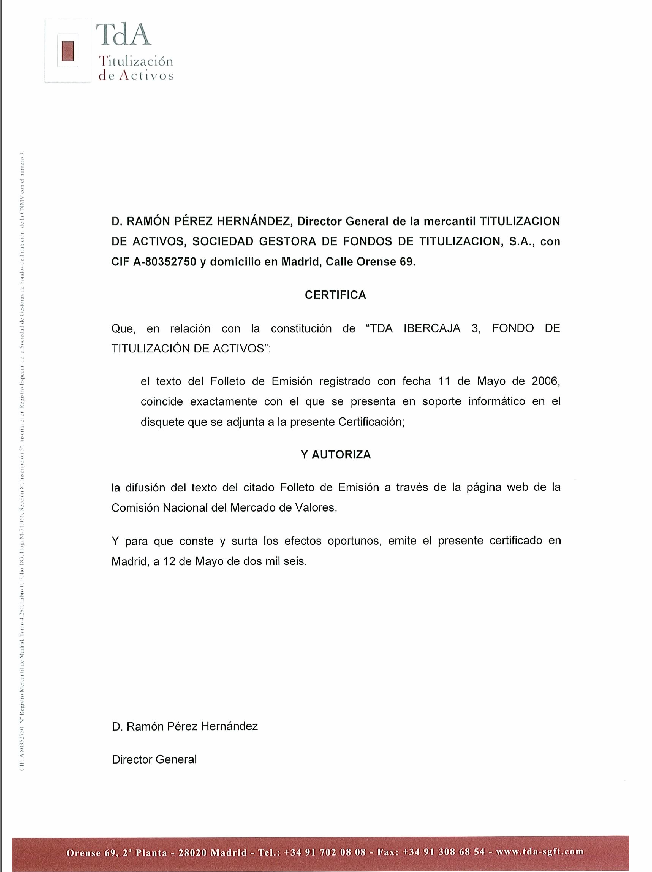 TdA
Titulización
de Activos
D. RAMÓN PÉREZ HERNÁNDEZ, Director General de la mercantil TITULIZACION
DE ACTIVOS, SOCIEDAD GESTORA DE FONDOS DE TITULIZACION, S.A., con
CIF A-80352750 y domicilio en Madrid, Calle Orense 69.
CERTIFICA
Que, en relación con la constitución de “TDA IBERCAJA 3, FONDO DE
TITULIZACIÓN DE ACTIVOS”:
el texto del Folleto de Emisión registrado con fecha 11 de Mayo de 2006,
coincide exactamente con el que se presenta en soporte informático en el
disquete que se adjunta a la presente Certificación;
Y AUTORIZA
la difusión del texto del citado Folleto de Emisión a través de la página web de la
Comisión Nacional del Mercado de Valores.
Y para que conste y surta los efectos oportunos, emite el presente certificado en
Madrid, a 12 de Mayo de dos mil seis.
D. Ramón Pérez Hernández
Director General
Orense 69, 2ª Planta - 28020 Madrid - Tel.: +34 91 702 08 08 - Fax: +34 91 308 68 54 - www.tda-sgft.com